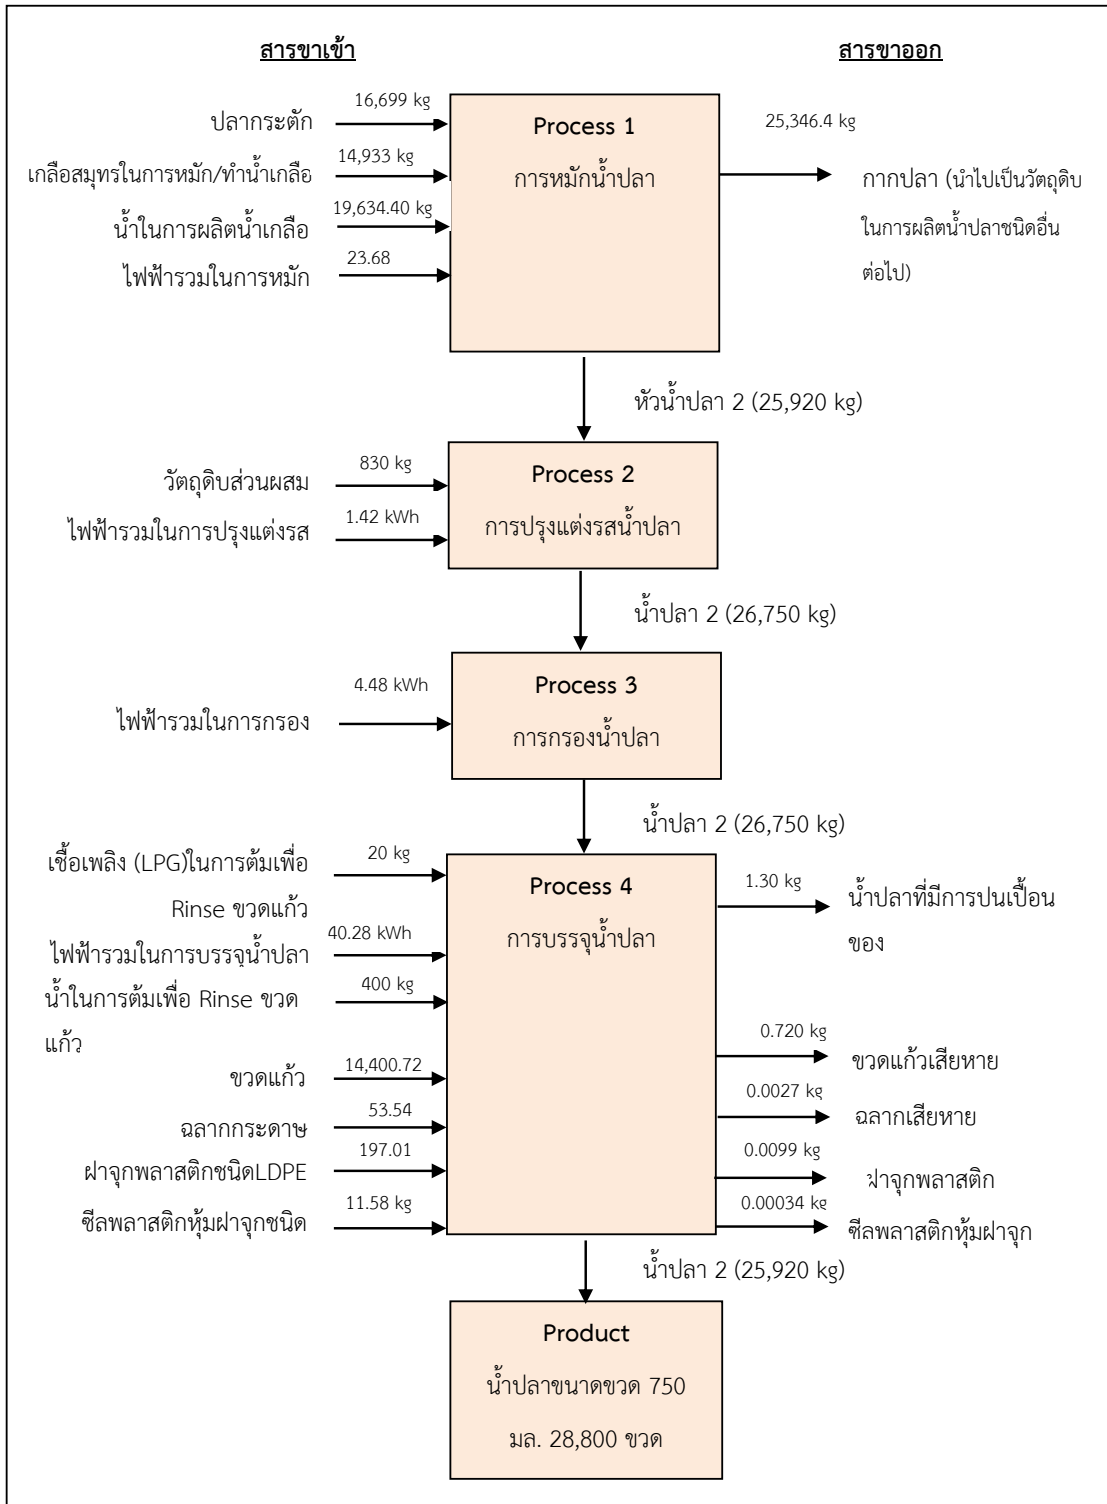 สารขาเข้า
สารขาออก
16,699 kg
ปลากระตัก
14,933 kg
เกลือสมุทรในการหมัก/ทำน้ำเกลือ
19,634.40 kg
น้ำในการผลิตน้ำเกลือ
23.68
ไฟฟ้ารวมในการหมัก
Process 1
การหมักน้ำปลา
25,346.4 kg
กากปลา (นำไปเป็นวัตถุดิบ
ในการผลิตน้ำปลาชนิดอื่น
ต่อไป)
หัวน้ำปลา 2 (25,920 kg)
830 kg
วัตถุดิบส่วนผสม
1.42 kWh
ไฟฟ้ารวมในการปรุงแต่งรส
Process 2
การปรุงแต่งรสน้ำปลา
น้ำปลา 2 (26,750 kg)
4.48 kWh
ไฟฟ้ารวมในการกรอง
Process 3
การกรองน้ำปลา
น้ำปลา 2 (26,750 kg)
20 kg
เชื้อเพลิง (LPG)ในการต้มเพื่อ
Rinse ขวดแก้ว
40.28 kWh
ไฟฟ้ารวมในการบรรจุน้ำปลา
400 kg
น้ำในการต้มเพื่อ Rinse ขวด
แก้ว
14,400.72
ขวดแก้ว
53.54
ฉลากกระดาษ
197.01
ฝาจุกพลาสติกชนิดLDPE
11.58 kg
ซีลพลาสติกหุ้มฝาจุกชนิด
Process 4
การบรรจุน้ำปลา
1.30 kg
น้ำปลาที่มีการปนเปื้อน
ของ
0.720 kg
ขวดแก้วเสียหาย
0.0027 kg
ฉลากเสียหาย
0.0099 kg
ฝาจุกพลาสติก
0.00034 kg
ซีลพลาสติกหุ้มฝาจุก
น้ำปลา 2 (25,920 kg)
Product
น้ำปลาขนาดขวด 750
มล. 28,800 ขวด